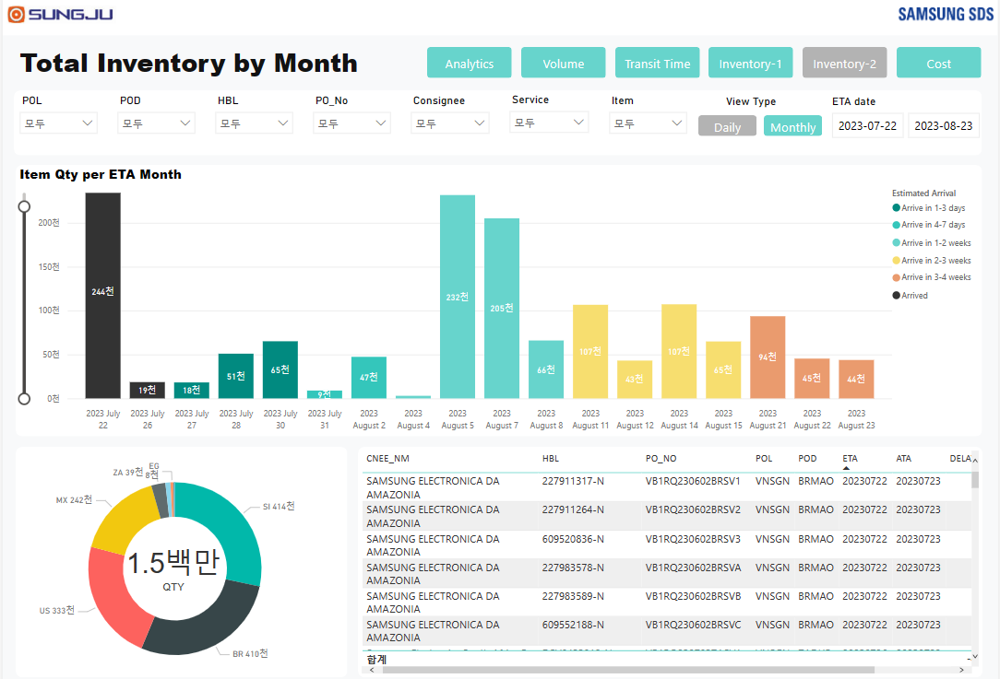 SUNGJU
SAMSUNG SDS
Total Inventory by Month
Analytics
Volume
Transit Time
Inventory-1
Inventory-2
Cost
POL
POD
HBL
PO_No
Consignee
Service
Item
View Type
ETA date
모두
모두
모두
모두
모두
모두
모두
Daily
Monthly
2023-07-22
2023-08-23
Item Qty per ETA Month
200천
150천
100천
50천
0천
244천
19천
18천
51천
65천
9천
47천
232천
205천
66천
107천
43천
107천
65천
94천
45천
44천
2023 July
22
2023 July
26
2023 July
27
2023 July
28
2023 July
30
2023 July
31
2023
August 2
2023
August 4
2023
August 5
2023
August 7
2023
August 8
2023
August 11
2023
August 12
2023
August 14
2023
August 15
2023
August 21
2023
August 22
2023
August 23
Estimated Arrival
Arrive in 1-3 days
Arrive in 4-7 days
Arrive in 1-2 weeks
Arrive in 2-3 weeks
Arrive in 3-4 weeks
Arrived
EG
8천
ZA 39천
MX 242천
SI 414천
1.5백만
QTY
US 333천
BR 410천
CNEE_NM HBL PO_NO POL POD ETA ATA DELA
SAMSUNG ELECTRONICA DA 227911317-N VB1RQ230602BRSV1 VNSGN BRMAO 20230722 20230723
AMAZONIA
SAMSUNG ELECTRONICA DA 227911264-N VB1RQ230602BRSV2 VNSGN BRMAO 20230722 20230723
AMAZONIA
SAMSUNG ELECTRONICA DA 609520836-N VB1RQ230602BRSV3 VNSGN BRMAO 20230722 20230723
AMAZONIA
SAMSUNG ELECTRONICA DA 227983578-N VB1RQ230602BRSVA VNSGN BRMAO 20230722 20230723
AMAZONIA
SAMSUNG ELECTRONICA DA 227983589-N VB1RQ230602BRSVB VNSGN BRMAO 20230722 20230723
AMAZONIA
SAMSUNG ELECTRONICA DA 609552188-N VB1RQ230602BRSVC VNSGN BRMAO 20230722 20230723
AMAZONIA
합계